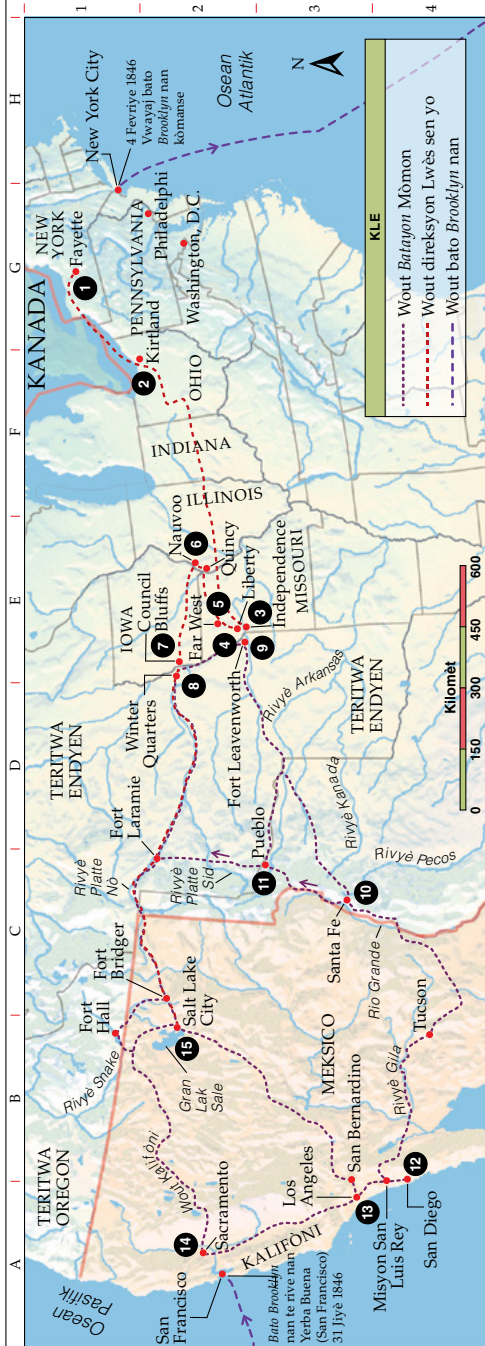 1
2
3
4
A
B
C
D
E
F
G
H
Osean
Pasifik
TERITWA
OREGON
Rivyè Snake
Fort
Hall
Fort
Bridger
Salt Lake
City
15
Gran
Lak
Sale
Wout Kalifòni
14
Sacramento
San
Francisco
Bato Brooklyn
nan te rive nan
Yerba Buena
(San Francisco)
31 Jiyè 1846
KALIFÒNI
Los
Angeles
13
San Bernardino
Misyon San
Luis Rey
12
San Diego
MEKSICO
Rivyè Gila
Tucson
Rio Grande
Santa Fe
10
Rivyè Pecos
Rivyè Kanada
Pueblo
11
Rivyè
Platte
Sid
Rivyè
Platte
Nò
Fort
Laramie
TERITWA
ENDYEN
Winter
Quarters
8
7
IOWA
Council
Bluffs
Far West
5
4
Fort Leavenworth
9
3
Liberty
Independence
MISSOURI
Rivyè Arkansas
TERITWA
ENDYEN
Nauvoo
6
Quincy
ILLINOIS
INDIANA
OHIO
2
Kirtland
KANADA
1
NEW
YORK
Fayette
PENNSYLVANIA
Philadelphi
Washington, D.C.
New York City
4 Fevriye 1846
Vwayaj bato
Brooklyn nan
kòmanse
Osean
Atlantik
N
KLE
Wout Batayon Mòmon
Wout direksyon Lwès sen yo
Wout bato Brooklyn nan
Kilomèt
0 150 300 450 600